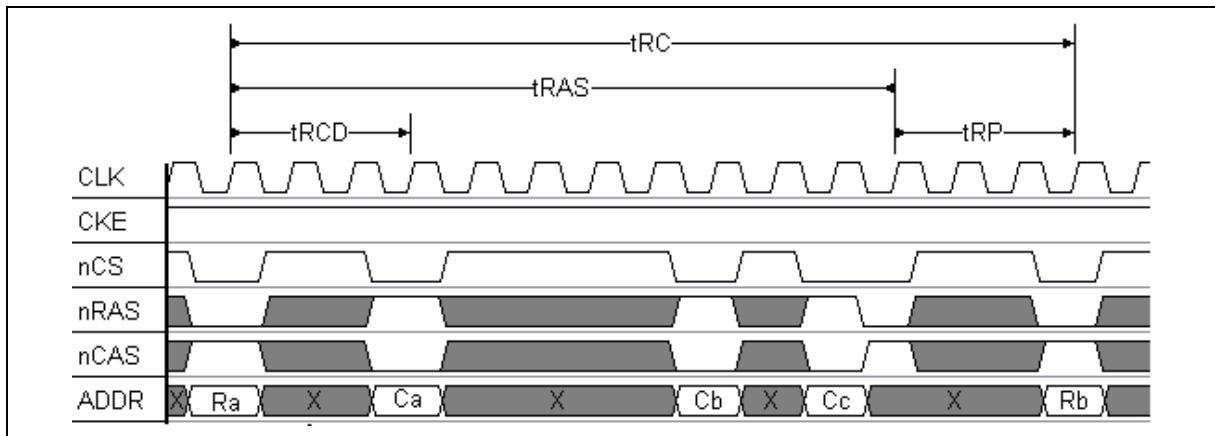 tRC
tRAS
tRCD tRP
CLK
CKE
nCS
nRAS
nCAS
ADDR X Ra X Ca X Cb X Cc X Rb